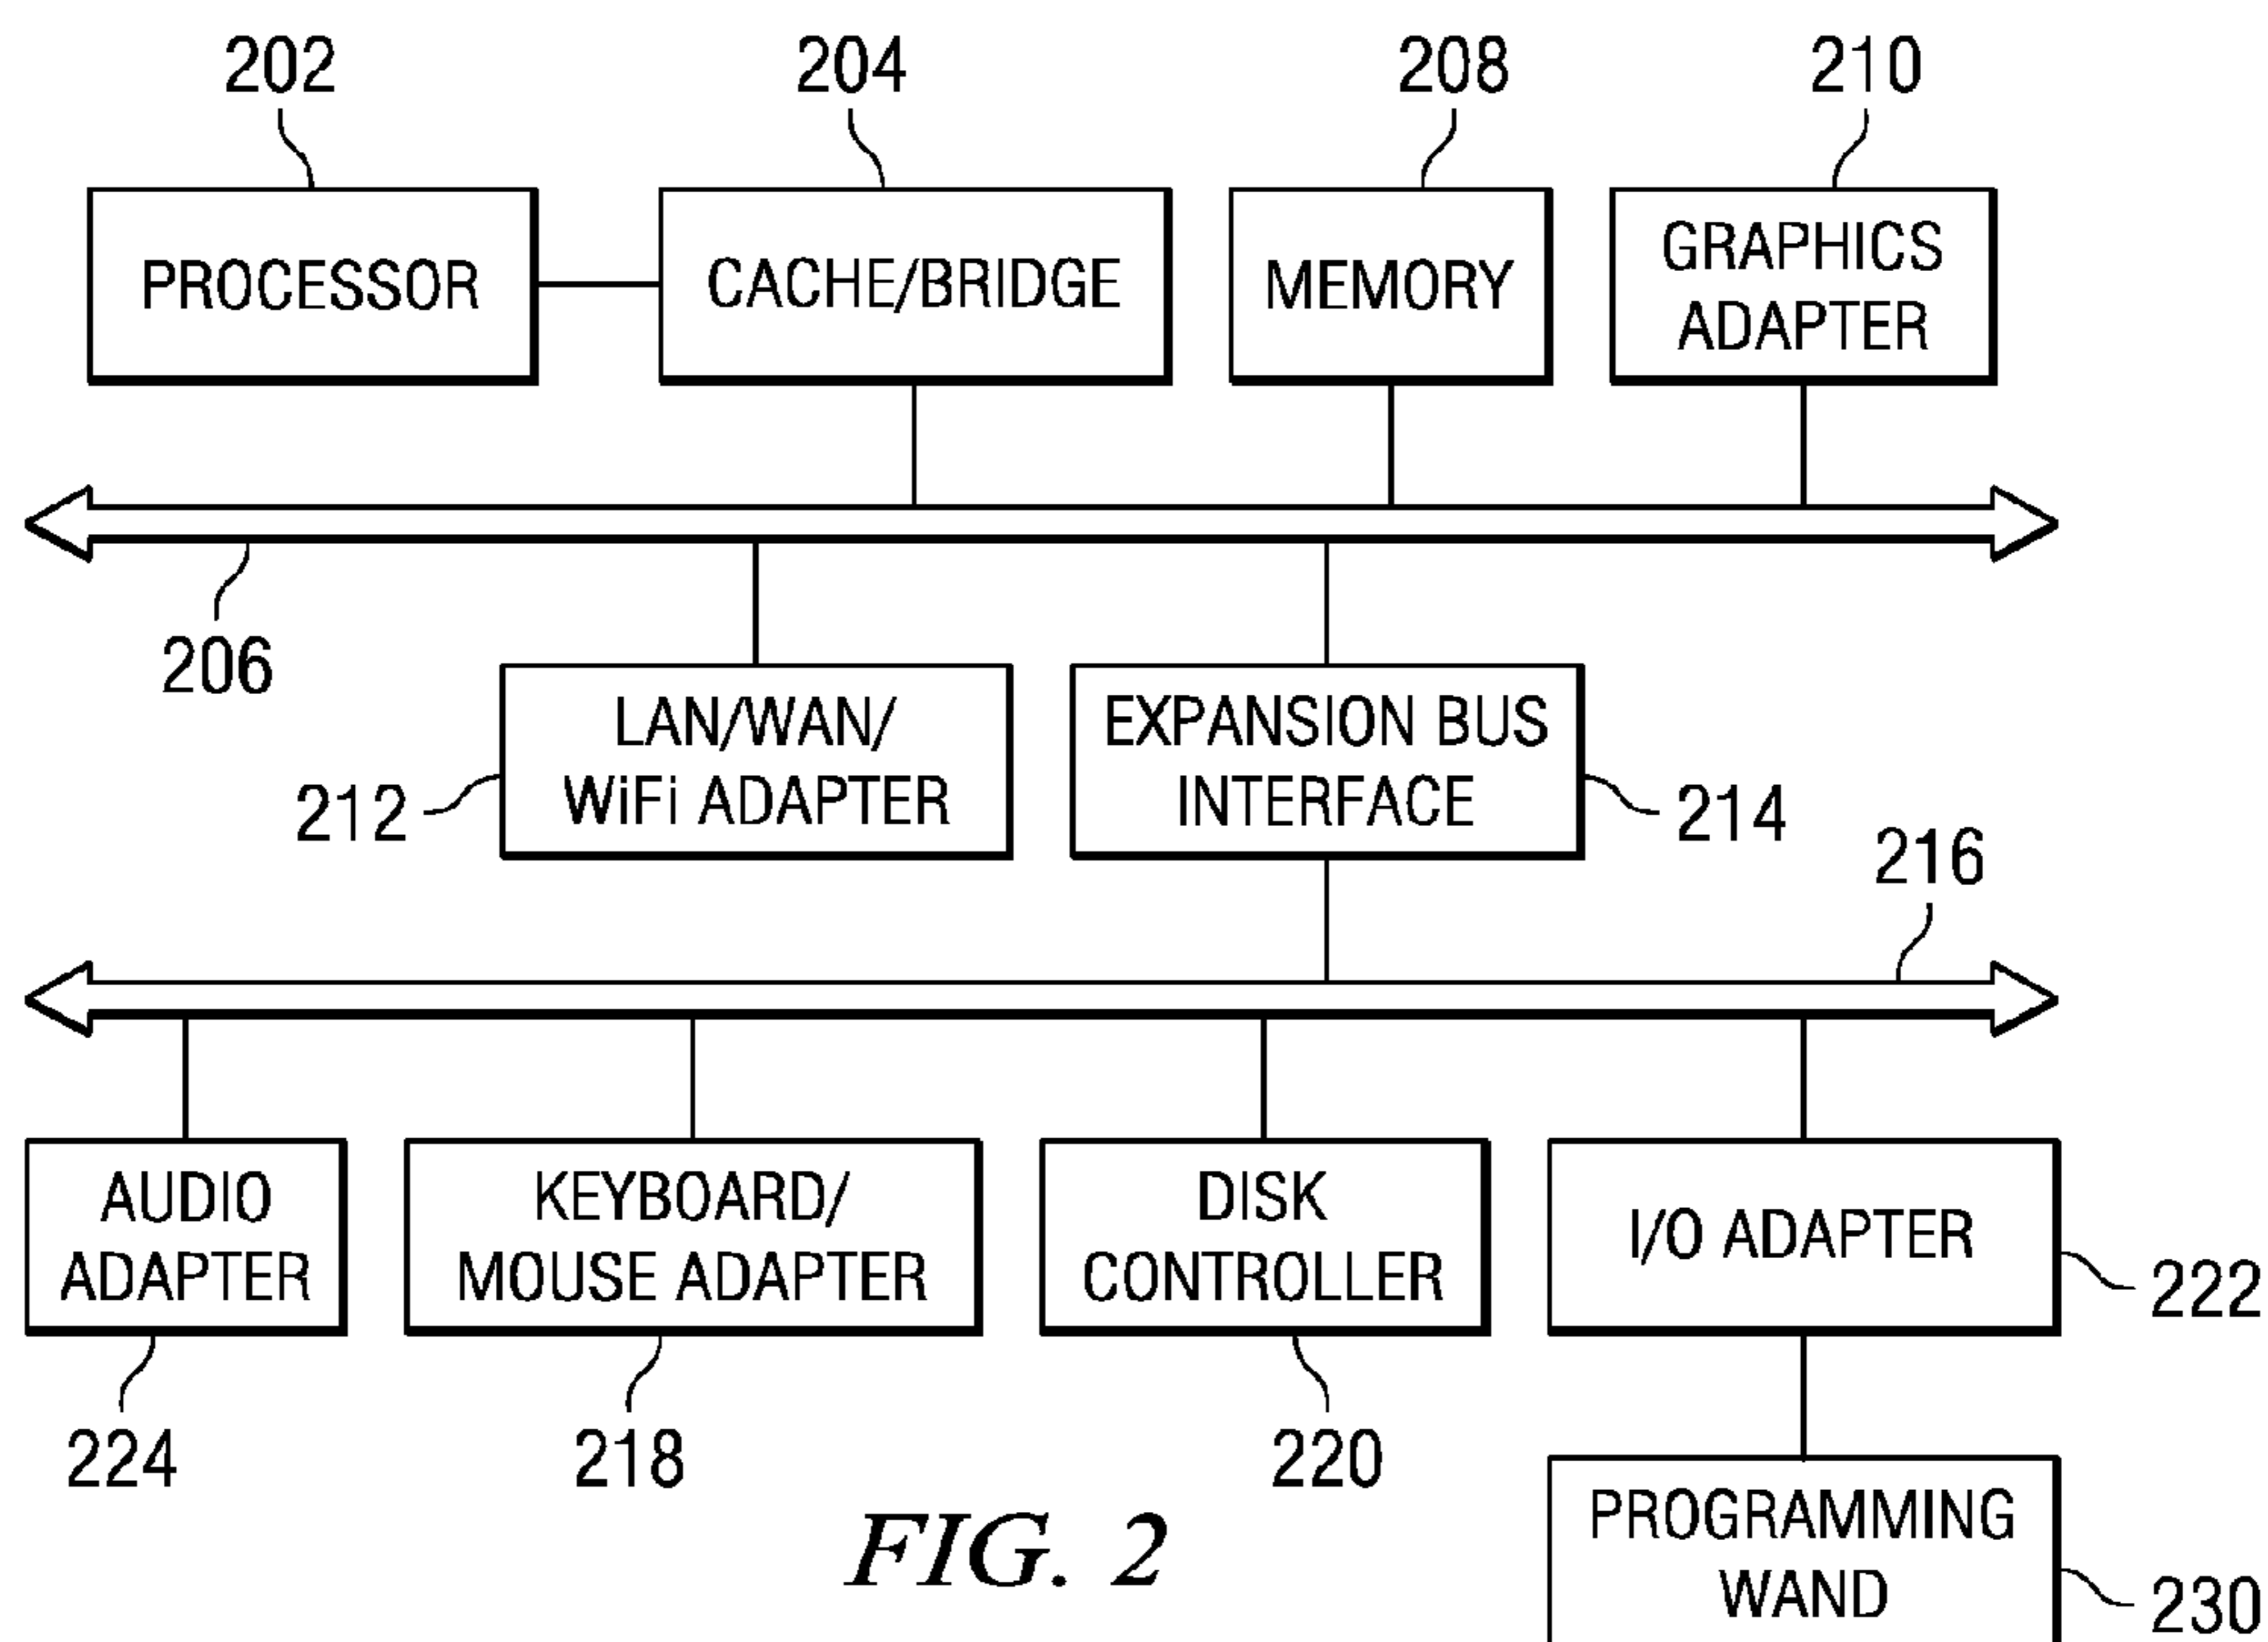 202
204
208
210
PROCESSOR
CACHE/BRIDGE
MEMORY
GRAPHICS
ADAPTER
206
LAN/WAN/
WiFi ADAPTER
212
EXPANSION BUS
INTERFACE
214
216
AUDIO
ADAPTER
KEYBOARD/
MOUSE ADAPTER
DISK
CONTROLLER
I/O ADAPTER
222
224
218
220
PROGRAMMING
WAND
230
FIG. 2